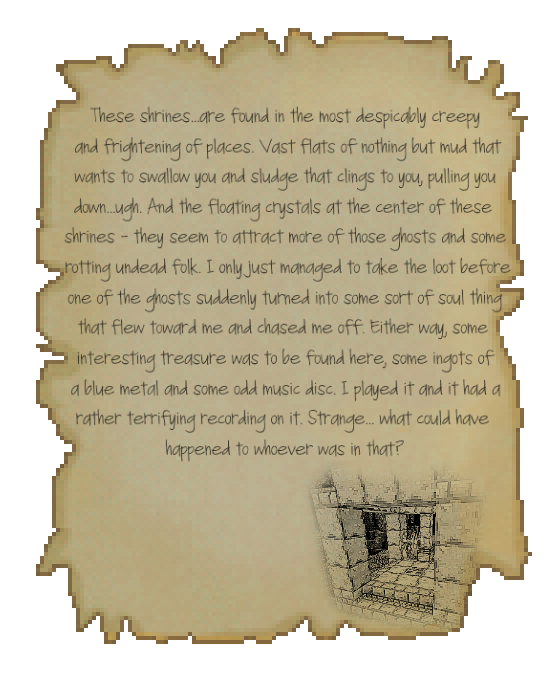 These shrines...are found in the most despicably creepy
and frightening of places. Vast flats of nothing but mud that
wants to swallow you and sludge that clings to you, pulling you
down...ugh. And the floating crystals at the center of these
shrines - they seem to attract more of those ghosts and some
rotting undead folk. I only just managed to take the loot before
one of the ghosts suddenly turned into some sort of soul thing
that flew toward me and chased me off. Either way, some
interesting treasure was to be found here, some ingots of
a blue metal and some odd music disc. I played it and it had a
rather terrifying recording on it. Strange... what could have
happened to whoever was in that?